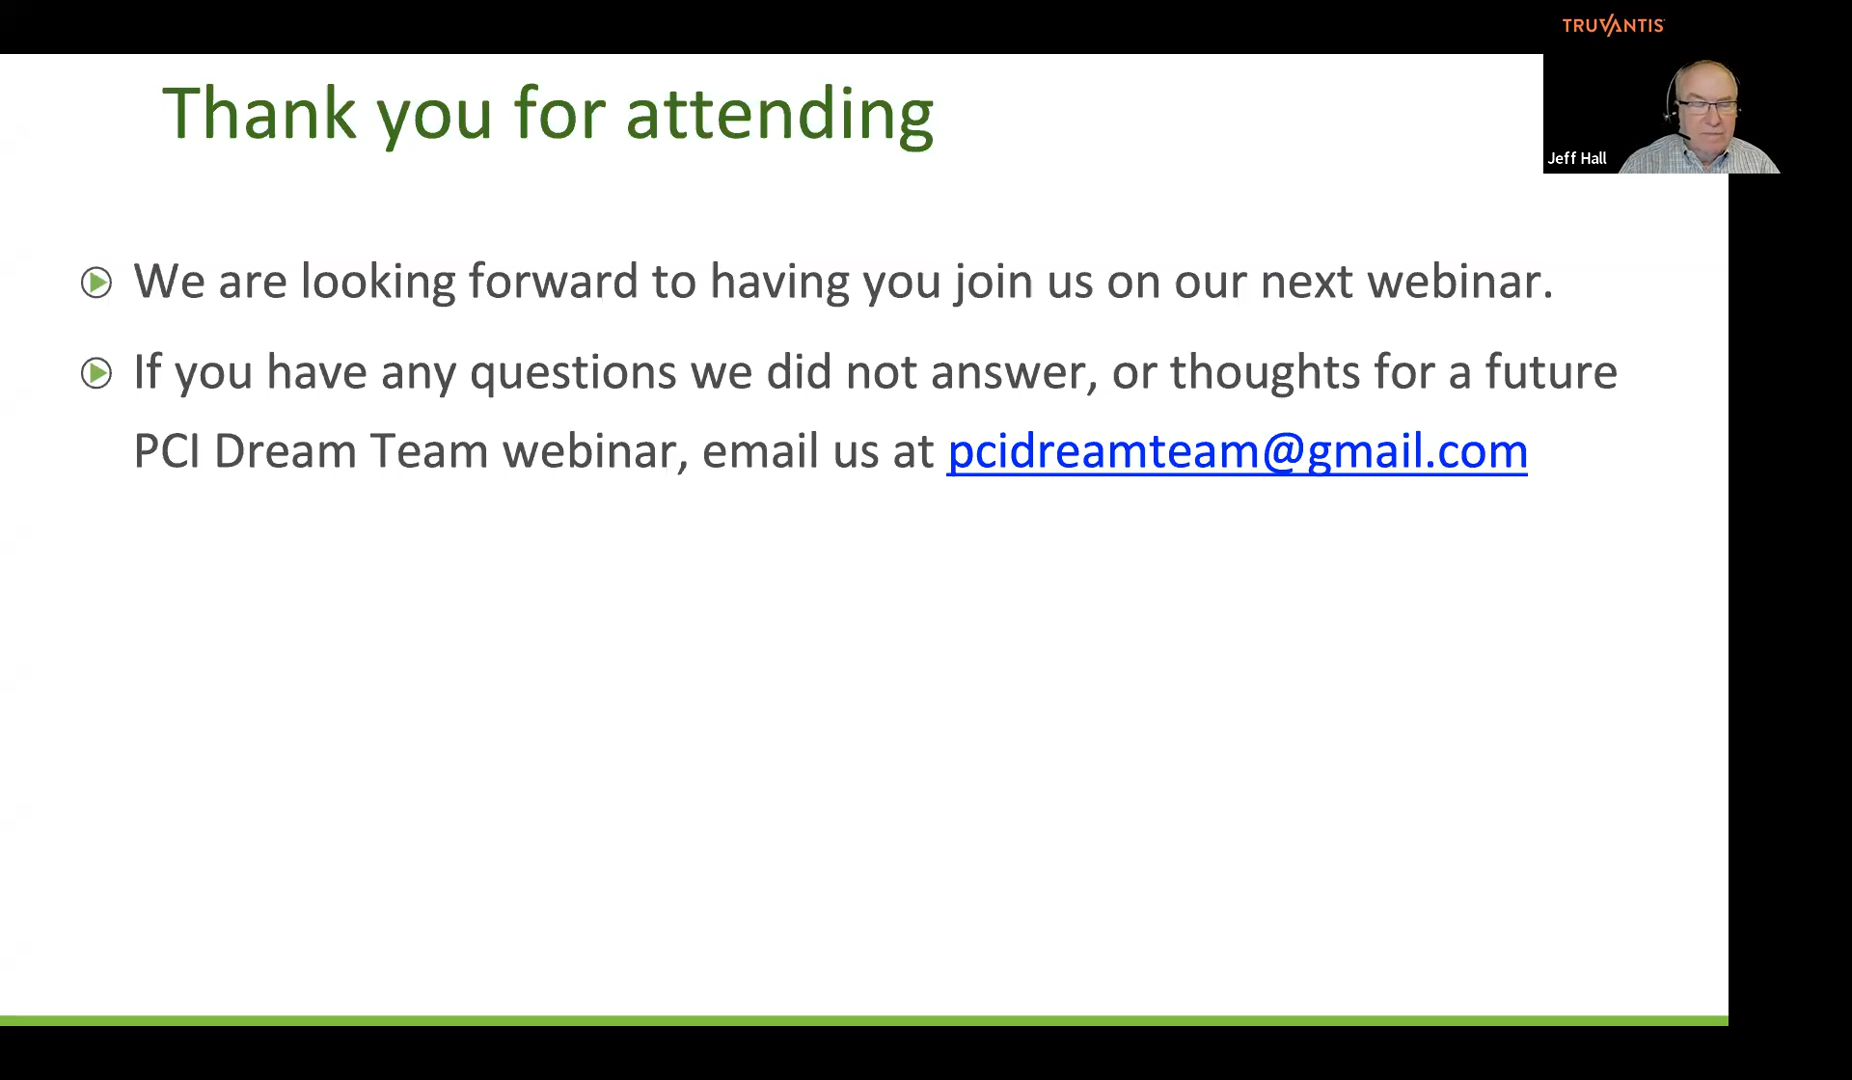 TRUVANTIS
Thank you for attending
Jeff Hall
We are looking forward to having you join us on our next webinar.
If you have any questions we did not answer, or thoughts for a future
PCI Dream Team webinar, email us at pcidreamteam@gmail.com